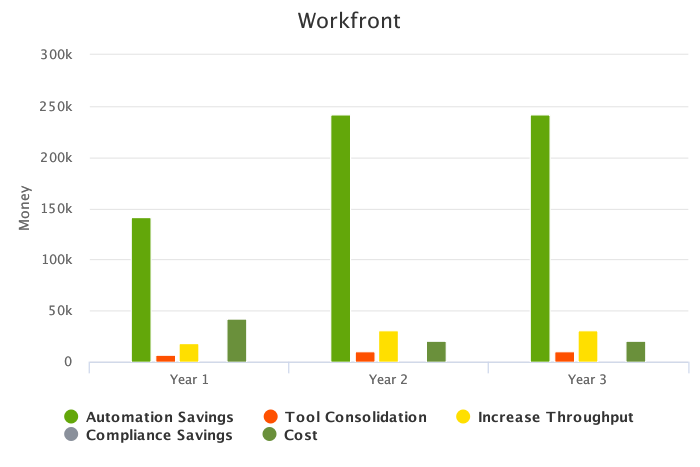 Workfront
300k
250k
200k
150k
100k
50k
0
Money
Year 1 Year 2 Year 3
Automation Savings Tool Consolidation Increase Throughput
Compliance Savings Cost